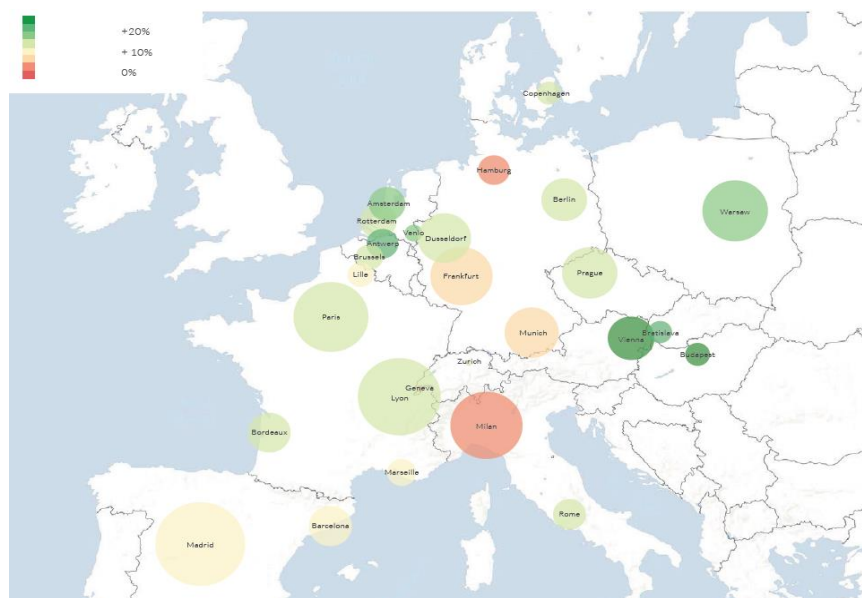 +20%
+ 10%
0%
Copenhagen
Hamburg
Amsterdam
Berlin
Warsaw
Rotterdam
Venlo
Dusseldorf
Antwerp
Brussels
Lille
Frankfurt
Prague
Paris
Munich
Vienna
Bratislava
Budapest
Zurich
Geneva
Lyon
Milan
Bordeaux
Marseille
Rome
Barcelona
Madrid